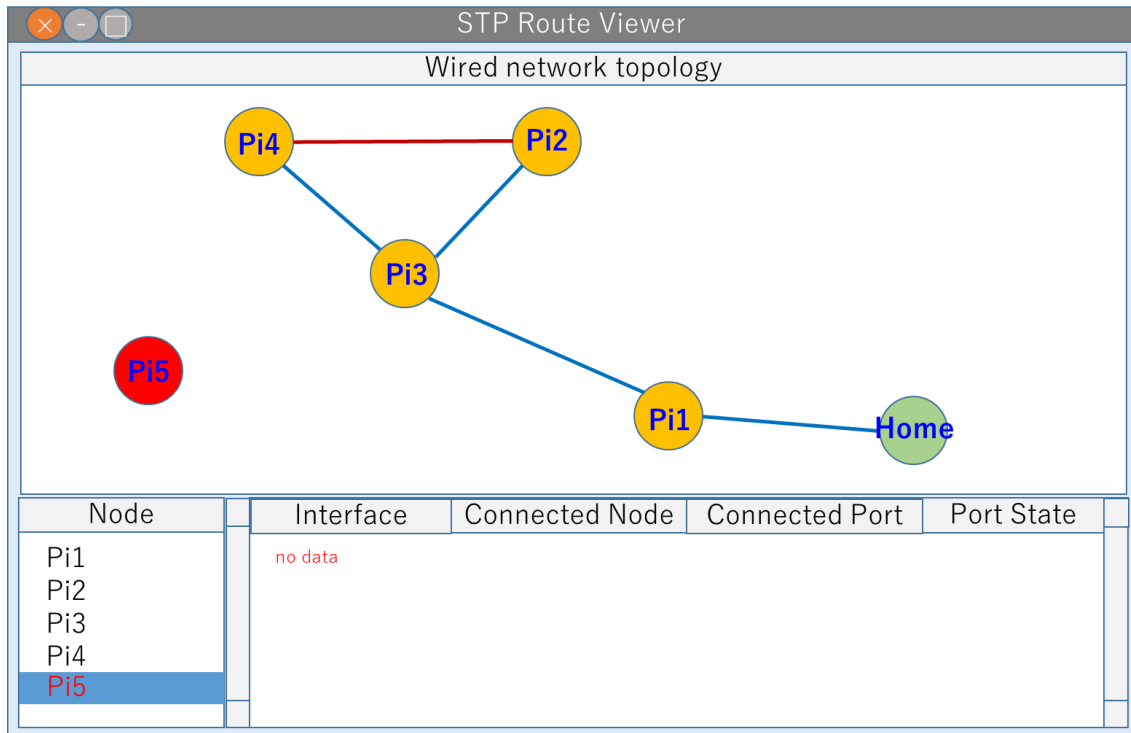 STP Route Viewer
Wired network topology
Pi4
Pi2
Pi3
Pi5
Pi1
Home
Node
Interface
Connected Node
Connected Port
Port State
Pi1
Pi2
Pi3
Pi4
Pi5
no data